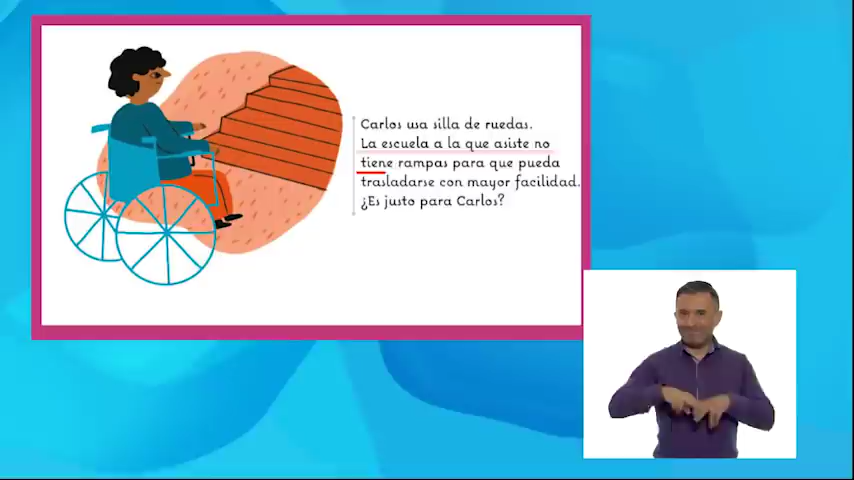 Carlos usa silla de ruedas.
La escuela a la que asiste no
tiene rampas para que pueda
trasladarse con mayor facilidad.
¿Es justo para Carlos?